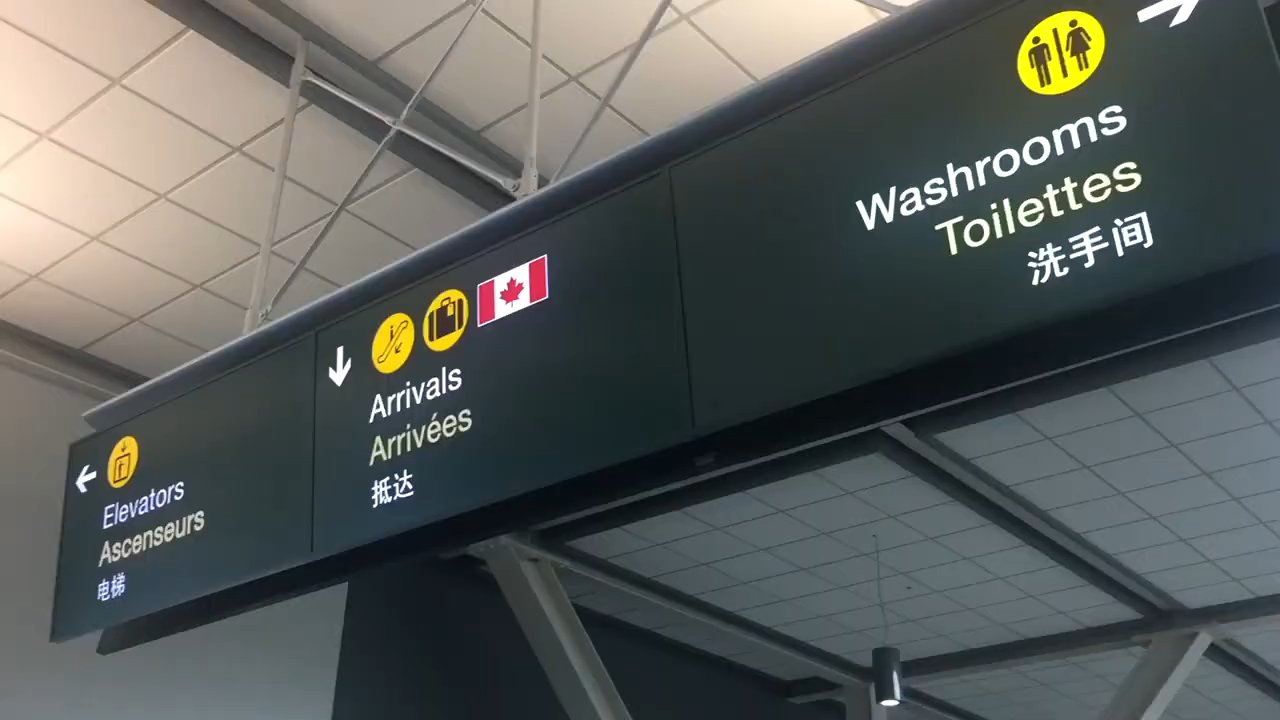 Elevators
Ascenseurs
电梯
Arrivals
Arrivées
抵达
Washrooms
Toilettes
洗手间